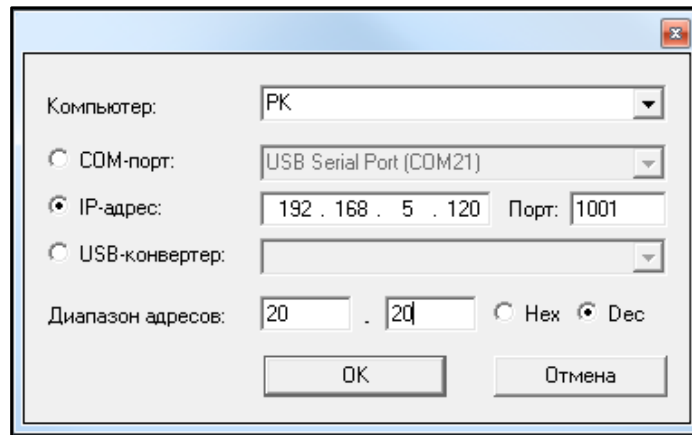 Компьютер: PK
COM-порт: USB Serial Port (COM21)
IP-адрес: 192 . 168 . 5 . 120 Порт: 1001
USB-конвертер:
Диапазон адресов: 20 . 20 Hex Dec
OK Отмена